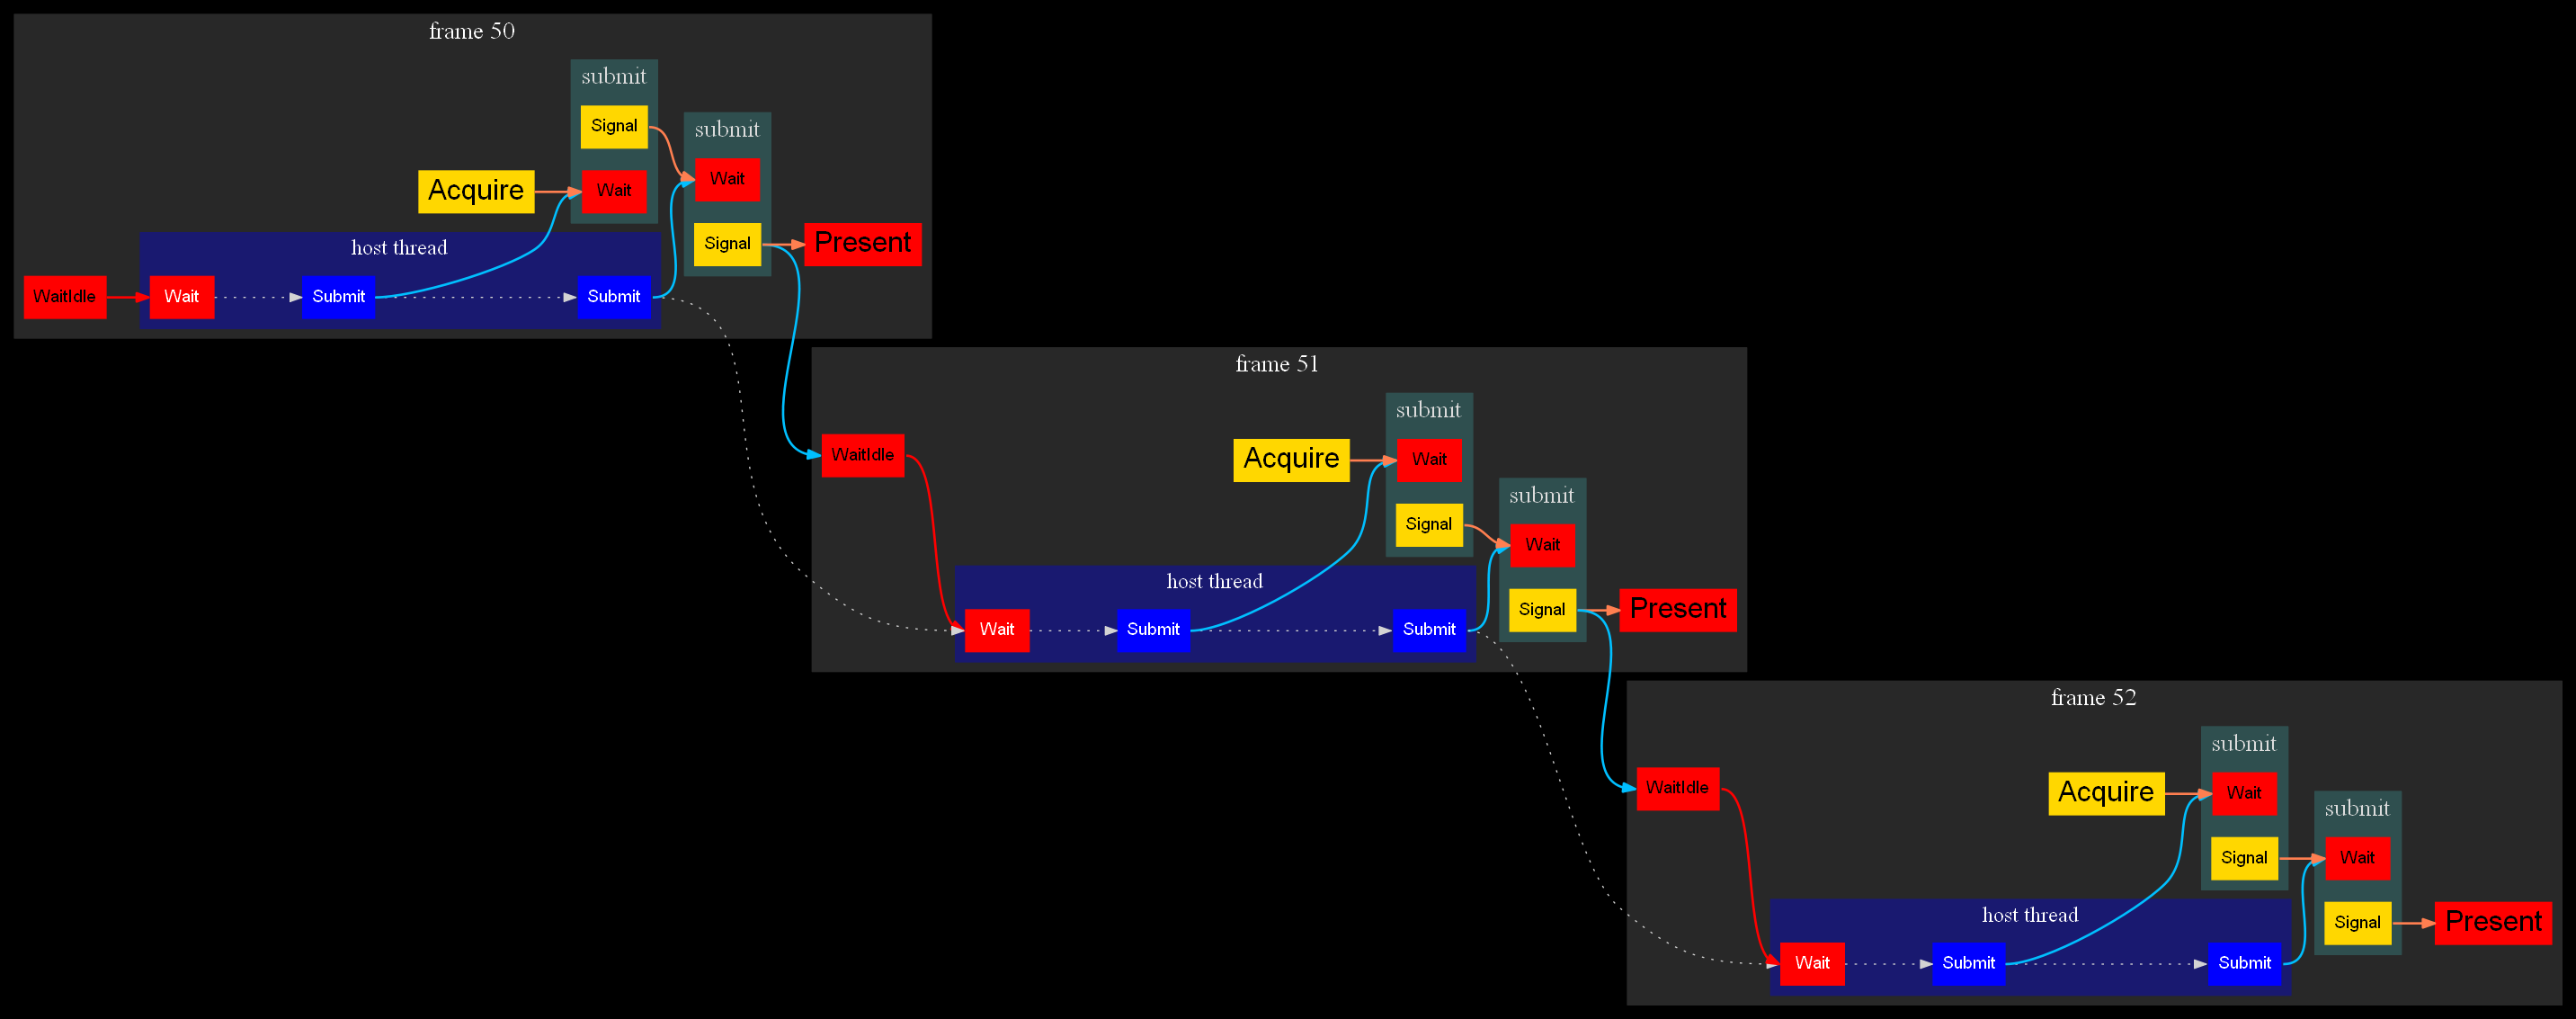 frame 50
submit
Signal
submit
Acquire
Wait
Wait
Signal
Present
host thread
WaitIdle
Wait
Submit
Submit
frame 51
submit
WaitIdle
Acquire
Wait
submit
Signal
Wait
host thread
Signal
Present
Wait
Submit
Submit
frame 52
submit
WaitIdle
Acquire
Wait
submit
Signal
Wait
host thread
Signal
Present
Wait
Submit
Submit